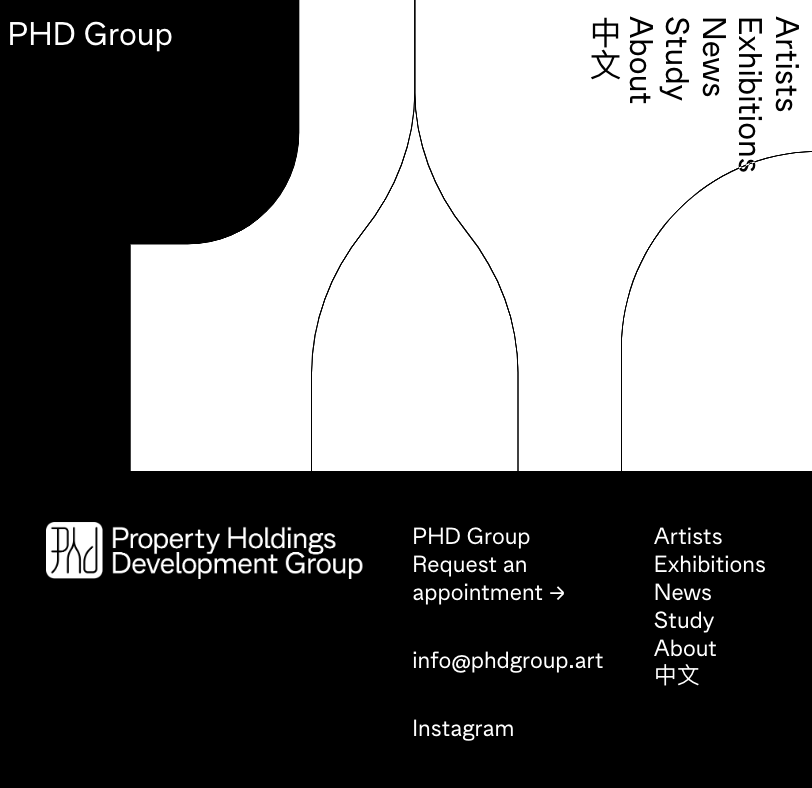 PHD Group
Artists
Exhibitions
News
Study
About
中文
Phd
Property Holdings
Development Group
PHD Group
Request an
appointment →
info@phdgroup.art
Instagram
Artists
Exhibitions
News
Study
About
中文